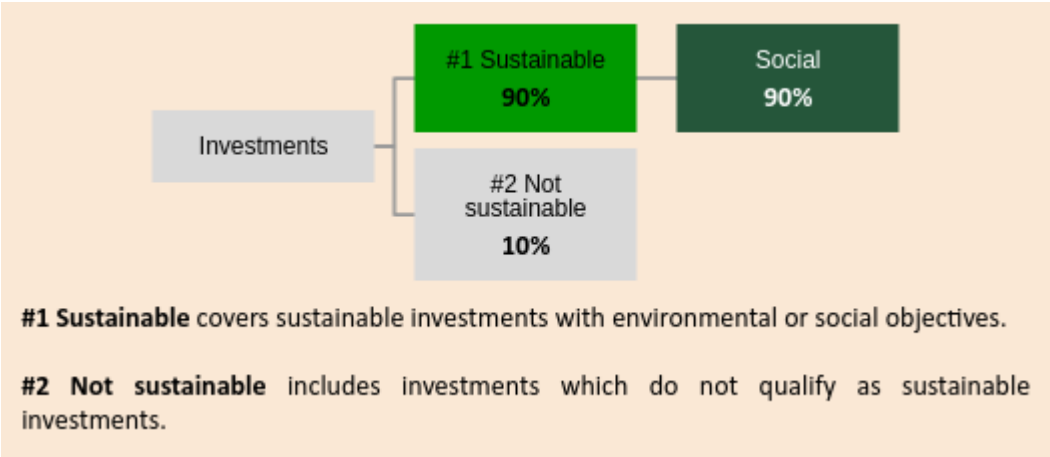 #1 Sustainable
90%
Social
90%
Investments
#2 Not
sustainable
10%
#1 Sustainable covers sustainable investments with environmental or social objectives.
#2 Not sustainable includes investments which do not qualify as sustainable
investments.